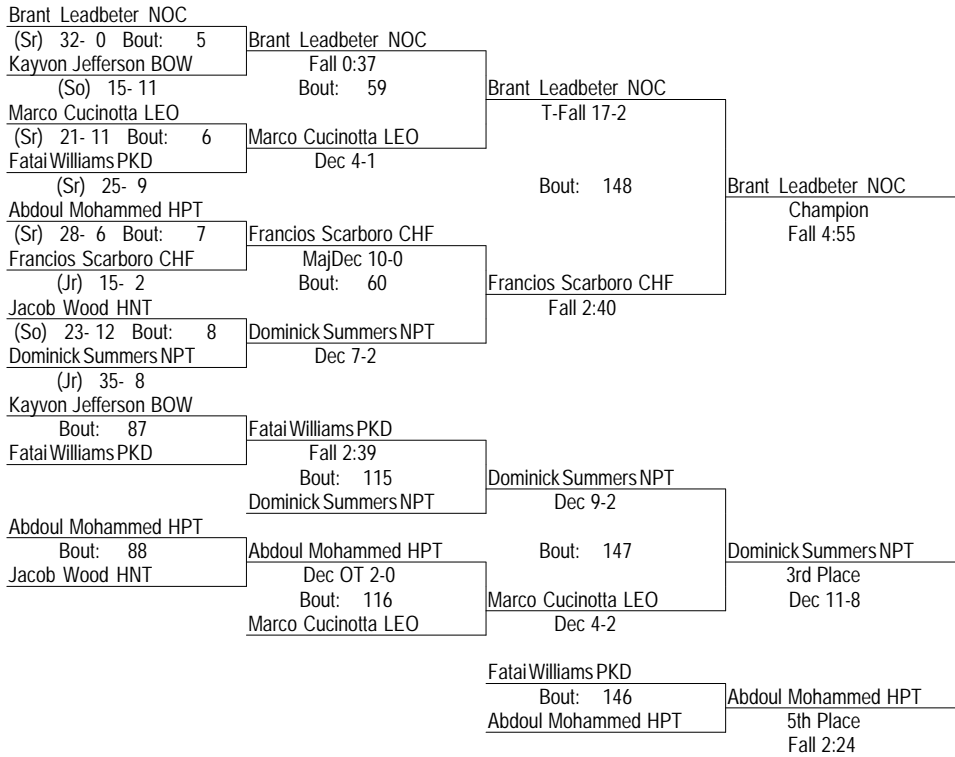 Brant Leadbeter NOC
(Sr) 32- 0 Bout: 5 Brant Leadbeter NOC
Kayvon Jefferson BOW Fall 0:37
(So) 15- 11 Bout: 59 Brant Leadbeter NOC
Marco Cucinotta LEO T-Fall 17-2
(Sr) 21- 11 Bout: 6 Marco Cucinotta LEO
Fatai Williams PKD Dec 4-1
(Sr) 25- 9 Bout: 148 Brant Leadbeter NOC
Abdoul Mohammed HPT Champion
(Sr) 28- 6 Bout: 7 Francios Scarboro CHF Fall 4:55
Francios Scarboro CHF MajDec 10-0
(Jr) 15- 2 Bout: 60 Francios Scarboro CHF
Jacob Wood HNT Fall 2:40
(So) 23- 12 Bout: 8 Dominick Summers NPT
Dominick Summers NPT Dec 7-2
(Jr) 35- 8
Kayvon Jefferson BOW
Bout: 87 Fatai Williams PKD
Fatai Williams PKD Fall 2:39
Bout: 115 Dominick Summers NPT
Dominick Summers NPT Dec 9-2
Abdoul Mohammed HPT
Bout: 88 Abdoul Mohammed HPT Bout: 147 Dominick Summers NPT
Jacob Wood HNT Dec OT 2-0 3rd Place
Bout: 116 Marco Cucinotta LEO Dec 11-8
Marco Cucinotta LEO Dec 4-2
Fatai Williams PKD
Bout: 146 Abdoul Mohammed HPT
Abdoul Mohammed HPT 5th Place
Fall 2:24